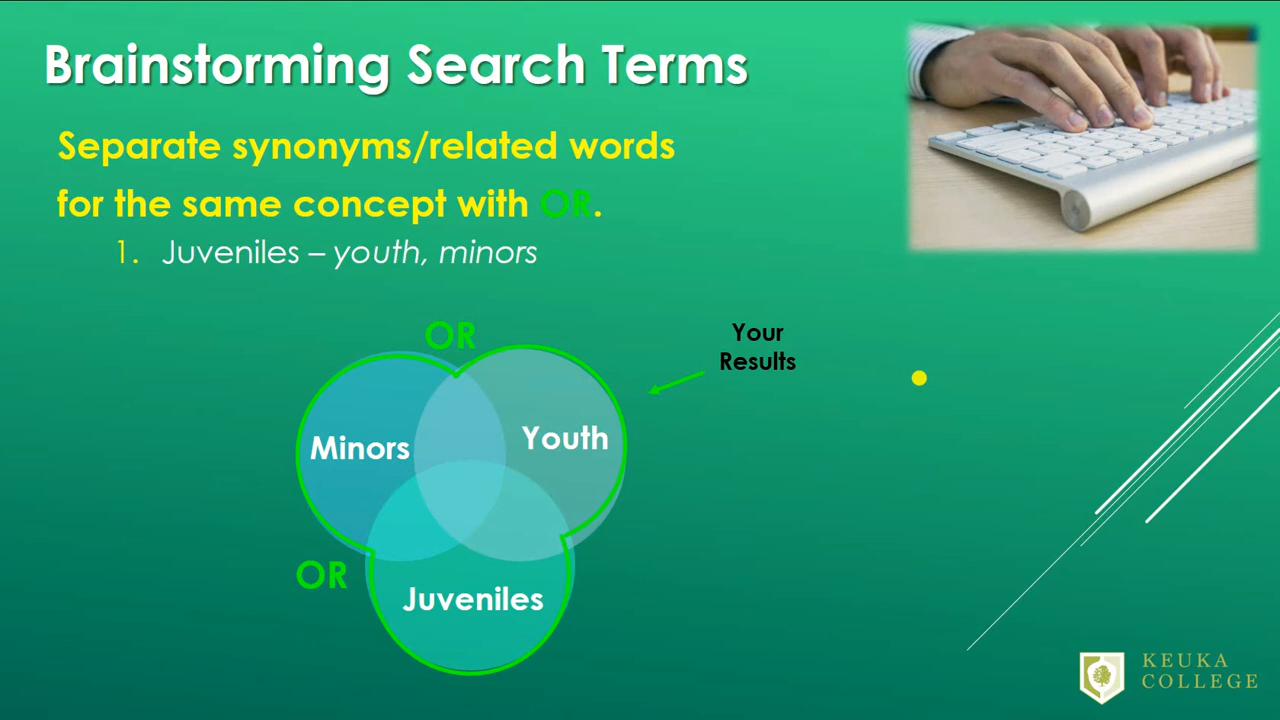 Brainstorming Search Terms
Separate synonyms/related words
for the same concept with OR.
1. Juveniles – youth, minors
OR
Your
Results
Minors
Youth
OR
Juveniles
KEUKA
COLLEGE